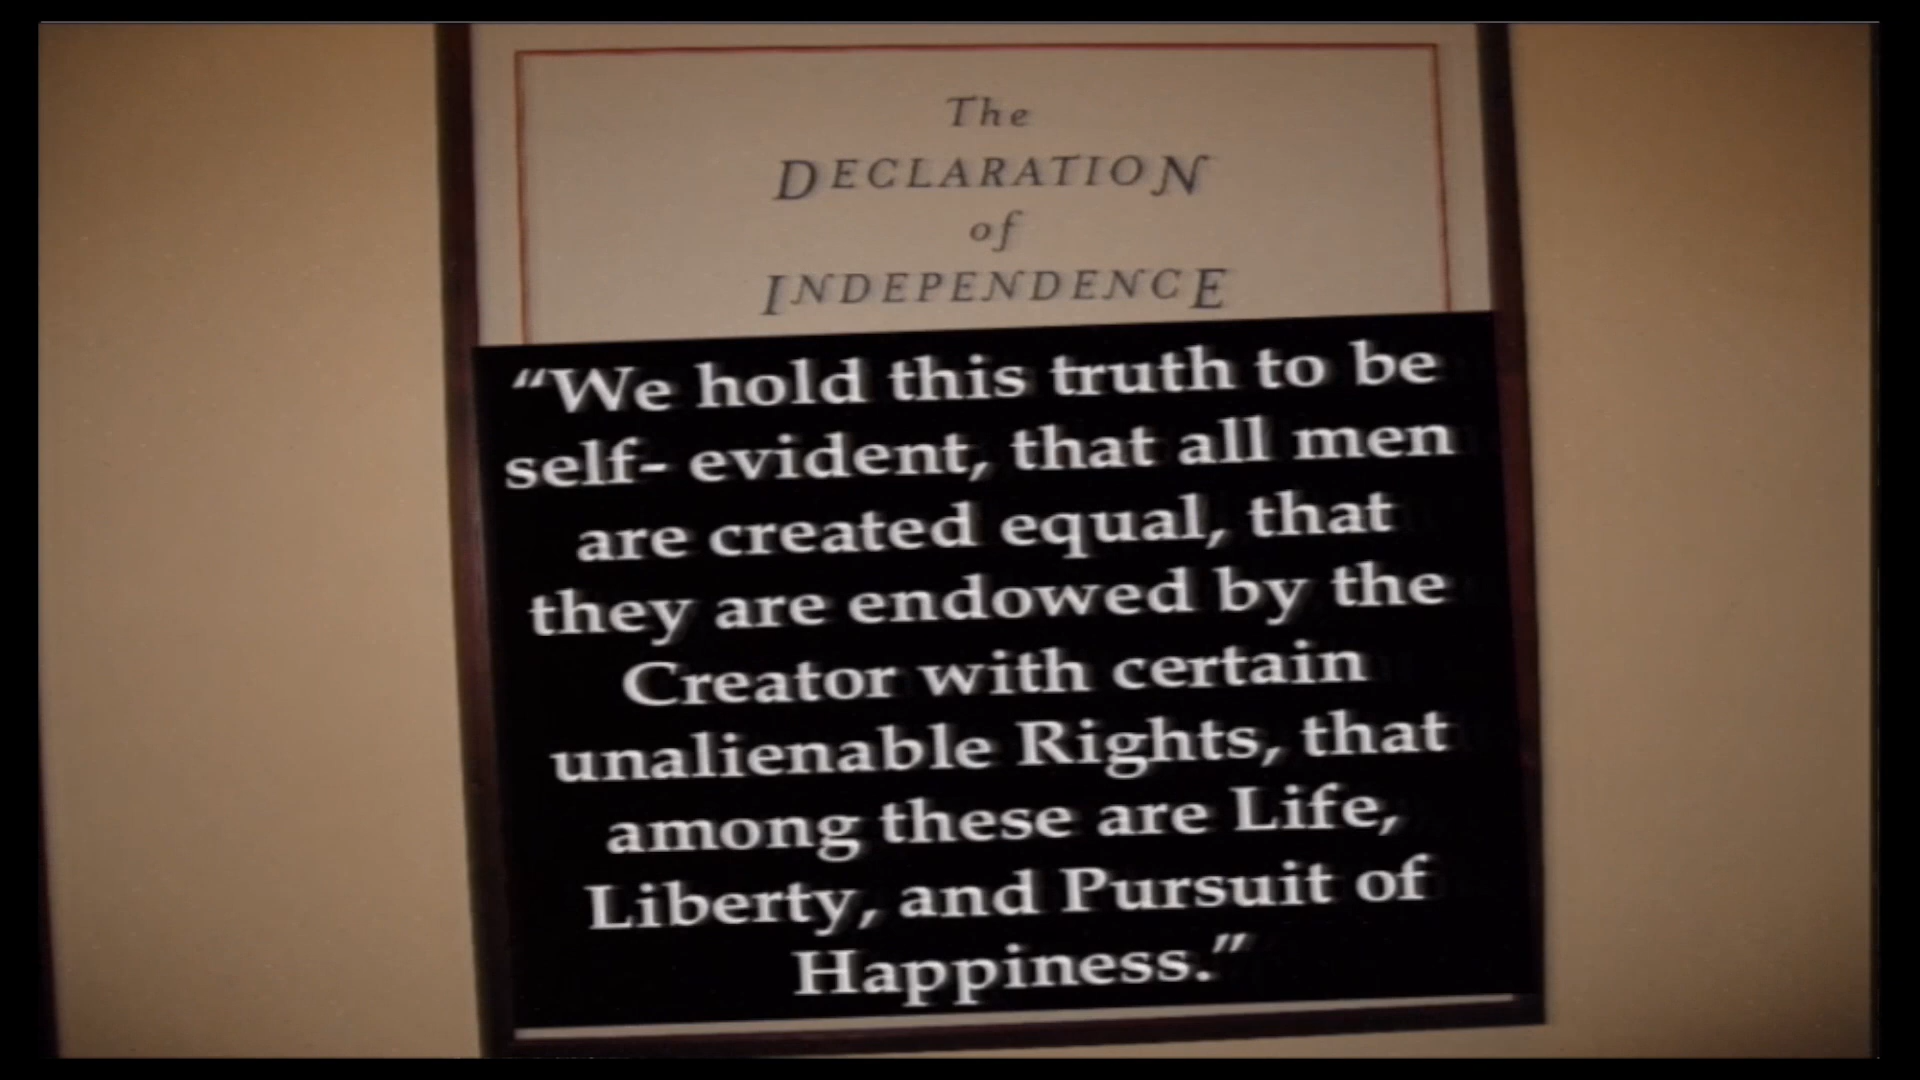 The
DECLARATION
of
INDEPENDENCE
“We hold this truth to be
self- evident, that all men
are created equal, that
they are endowed by the
Creator with certain
unalienable Rights, that
among these are Life,
Liberty, and Pursuit of
Happiness.”